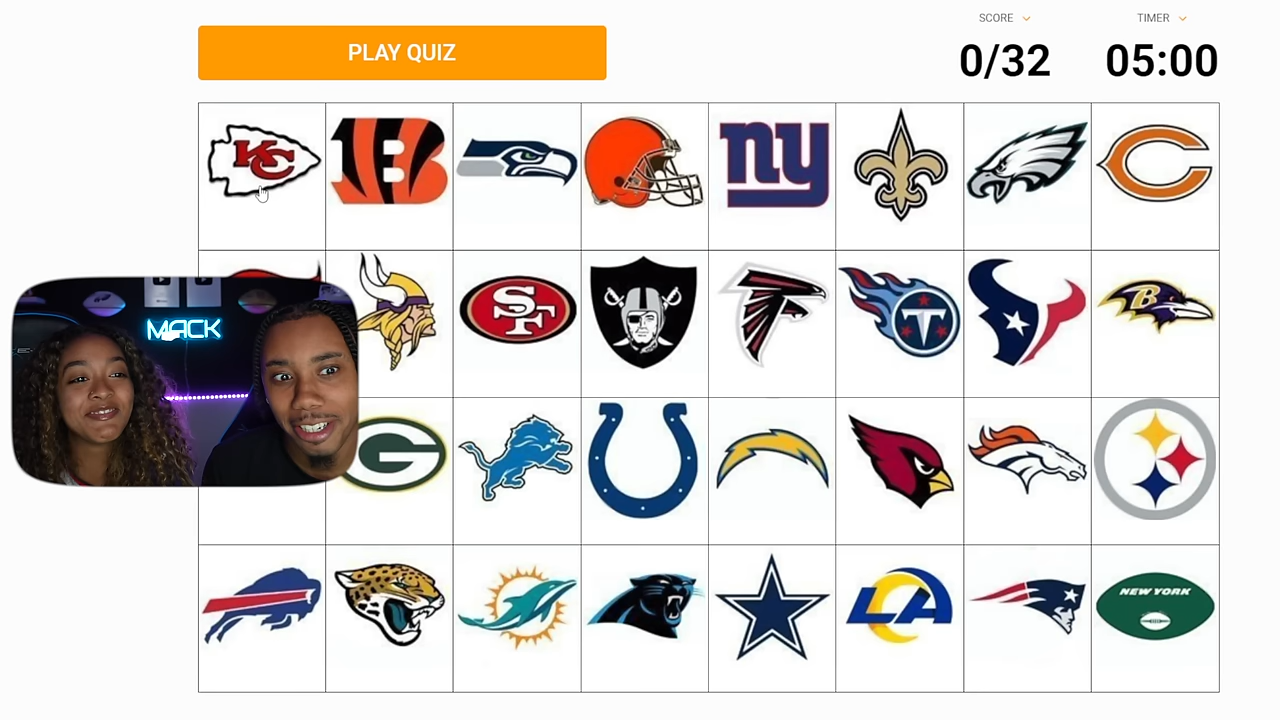 PLAY QUIZ
SCORE
TIMER
0/32
05:00
KC
B
ny
C
SF
T
B
MACK
G
LA
NEW YORK